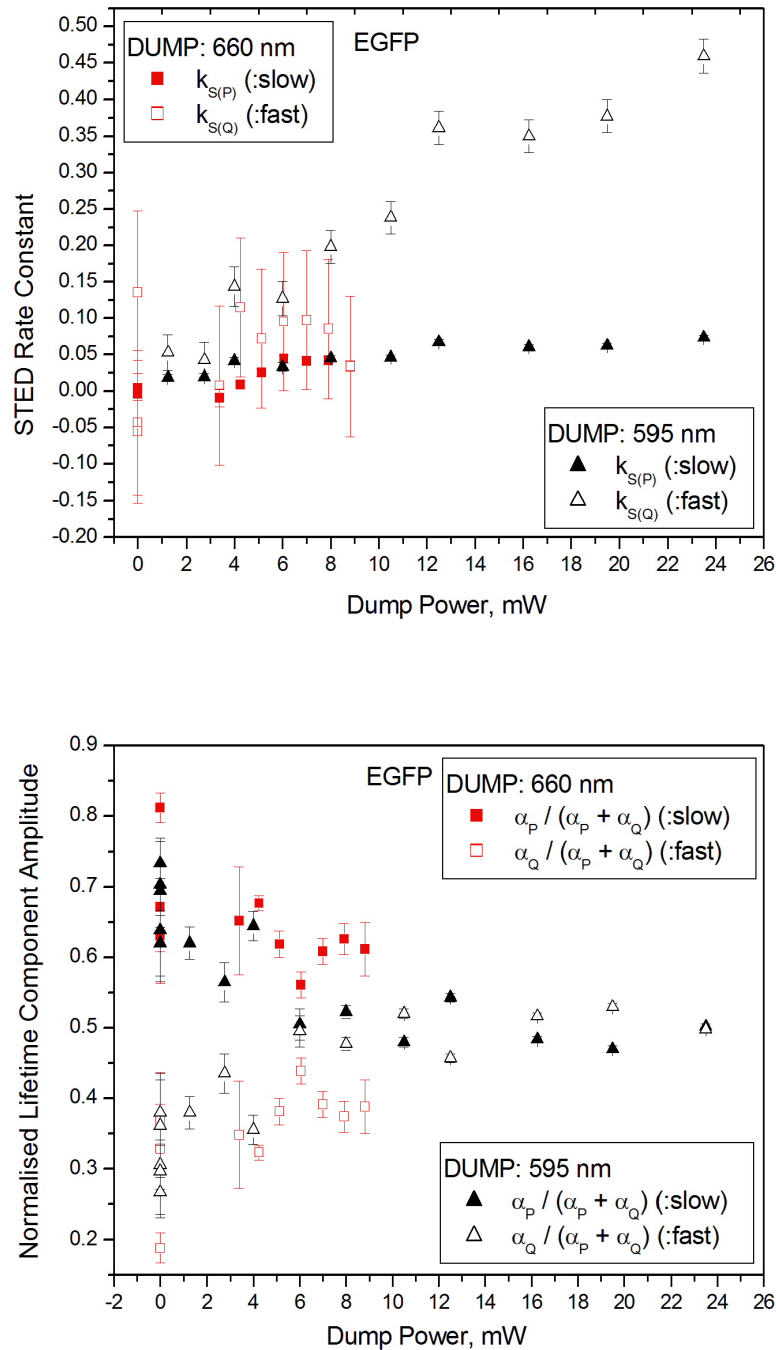 EGFP
DUMP: 660 nm
k_S(P) (:slow)
k_S(Q) (:fast)
0.50
0.45
0.40
0.35
0.30
0.25
0.20
0.15
0.10
0.05
0.00
-0.05
-0.10
-0.15
-0.20
STED Rate Constant
DUMP: 595 nm
k_S(P) (:slow)
k_S(Q) (:fast)
0 2 4 6 8 10 12 14 16 18 20 22 24 26
Dump Power, mW
EGFP
DUMP: 660 nm
α_P / (α_P + α_Q) (:slow)
α_Q / (α_P + α_Q) (:fast)
0.9
0.8
0.7
0.6
0.5
0.4
0.3
0.2
Normalised Lifetime Component Amplitude
DUMP: 595 nm
α_P / (α_P + α_Q) (:slow)
α_Q / (α_P + α_Q) (:fast)
-2 0 2 4 6 8 10 12 14 16 18 20 22 24 26
Dump Power, mW